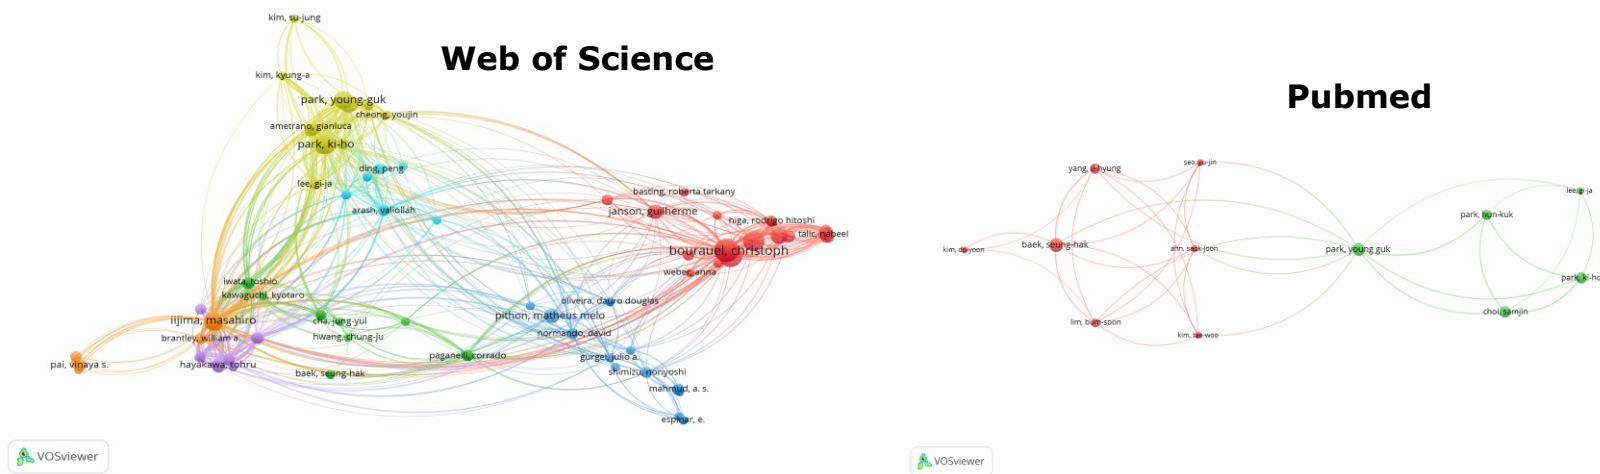 Web of Science
kim, su-jung
kim, kyung-a
park, young-guk
cheong, youjin
ametrano, gianluca
park, ki-ho
ding, peng
lee, gi-ja
arash, valiollah
basting, roberta tarkany
janson, guilherme
higa, rodrigo hitoshi
talic, nabeel
bourauel, christoph
weber, anna
iwata, toshio
kawaguchi, kyotaro
oliveira, dauro douglas
pithon, matheus melo
iijima, masahiro
cha, jung-yul
normando, david
brantley, william a.
hwang, chung-ju
paganelli, corrado
gurgel, julio a.
pai, vinaya s.
hayakawa, tohru
baek, seung-hak
shimizu, noriyoshi
mahmud, a. s.
espinar, e.
VOSviewer
Pubmed
yang, il-hyung
seo, yu-jin
lee, gi-ja
park, hun-kuk
kim, do-yoon
baek, seung-hak
ahn, seok-joon
park, young guk
park, ki-ho
lim, bum-soon
choi, samjin
kim, tae-woo
VOSviewer